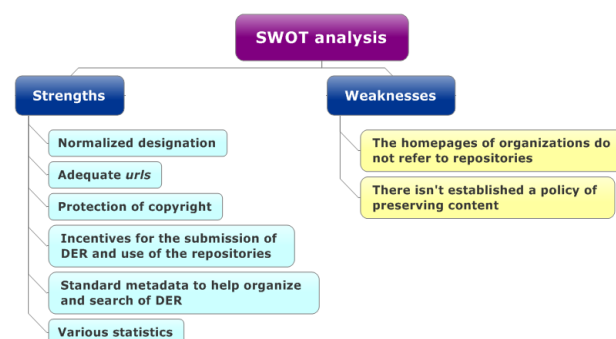 SWOT analysis
Strengths
Normalized designation
Adequate urls
Protection of copyright
Incentives for the submission of
DER and use of the repositories
Standard metadata to help organize
and search of DER
Various statistics
Weaknesses
The homepages of organizations do
not refer to repositories
There isn't established a policy of
preserving content